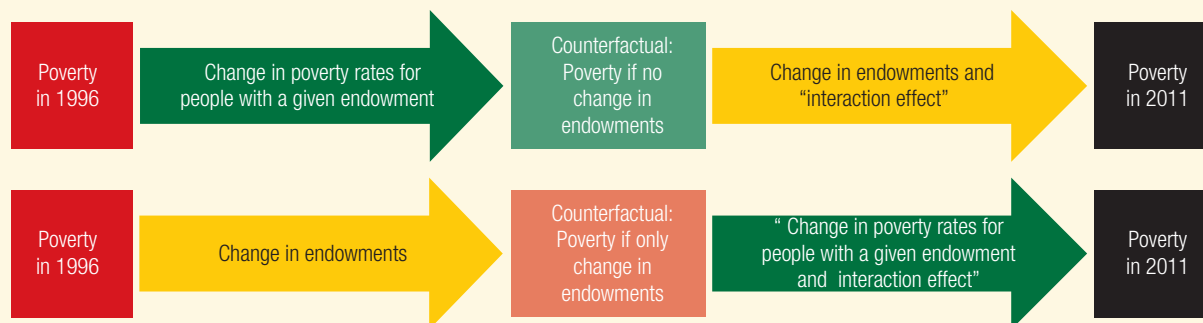 Poverty
in 1996
Change in poverty rates for
people with a given endowment
Counterfactual:
Poverty if no
change in
endowments
Change in endowments and
“interaction effect”
Poverty
in 2011
Poverty
in 1996
Change in endowments
Counterfactual:
Poverty if only
change in
endowments
“ Change in poverty rates for
people with a given endowment
and interaction effect”
Poverty
in 2011